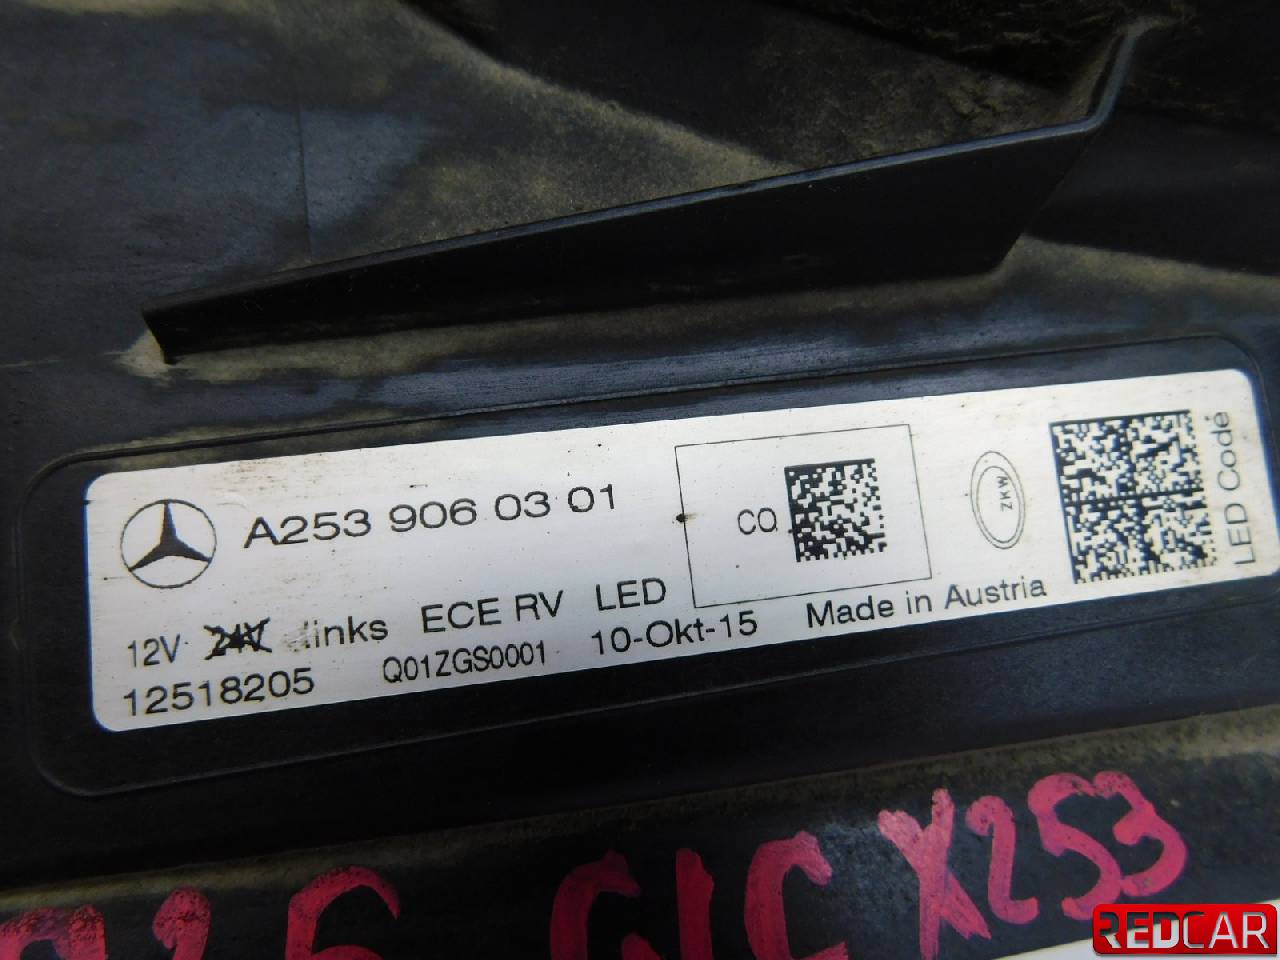 A253 906 03 01
CQ
ZKW
LED Code
12V 24V links ECE RV LED
12518205 Q01ZGS0001 10-Okt-15 Made in Austria
GLC X253
REDCAR